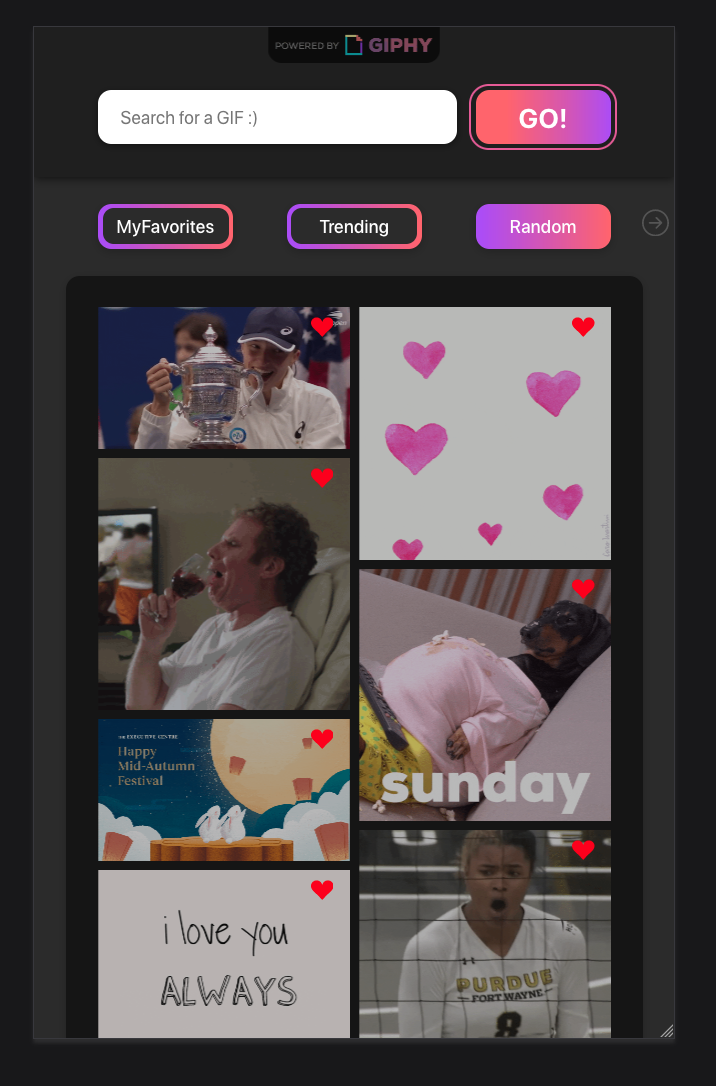 POWERED BY GIPHY
Search for a GIF :)
GO!
MyFavorites
Trending
Random
THE EXECUTIVE CENTRE
Happy
Mid-Autumn
Festival
sunday
i love you
ALWAYS
PURDUE
FORT WAYNE
8